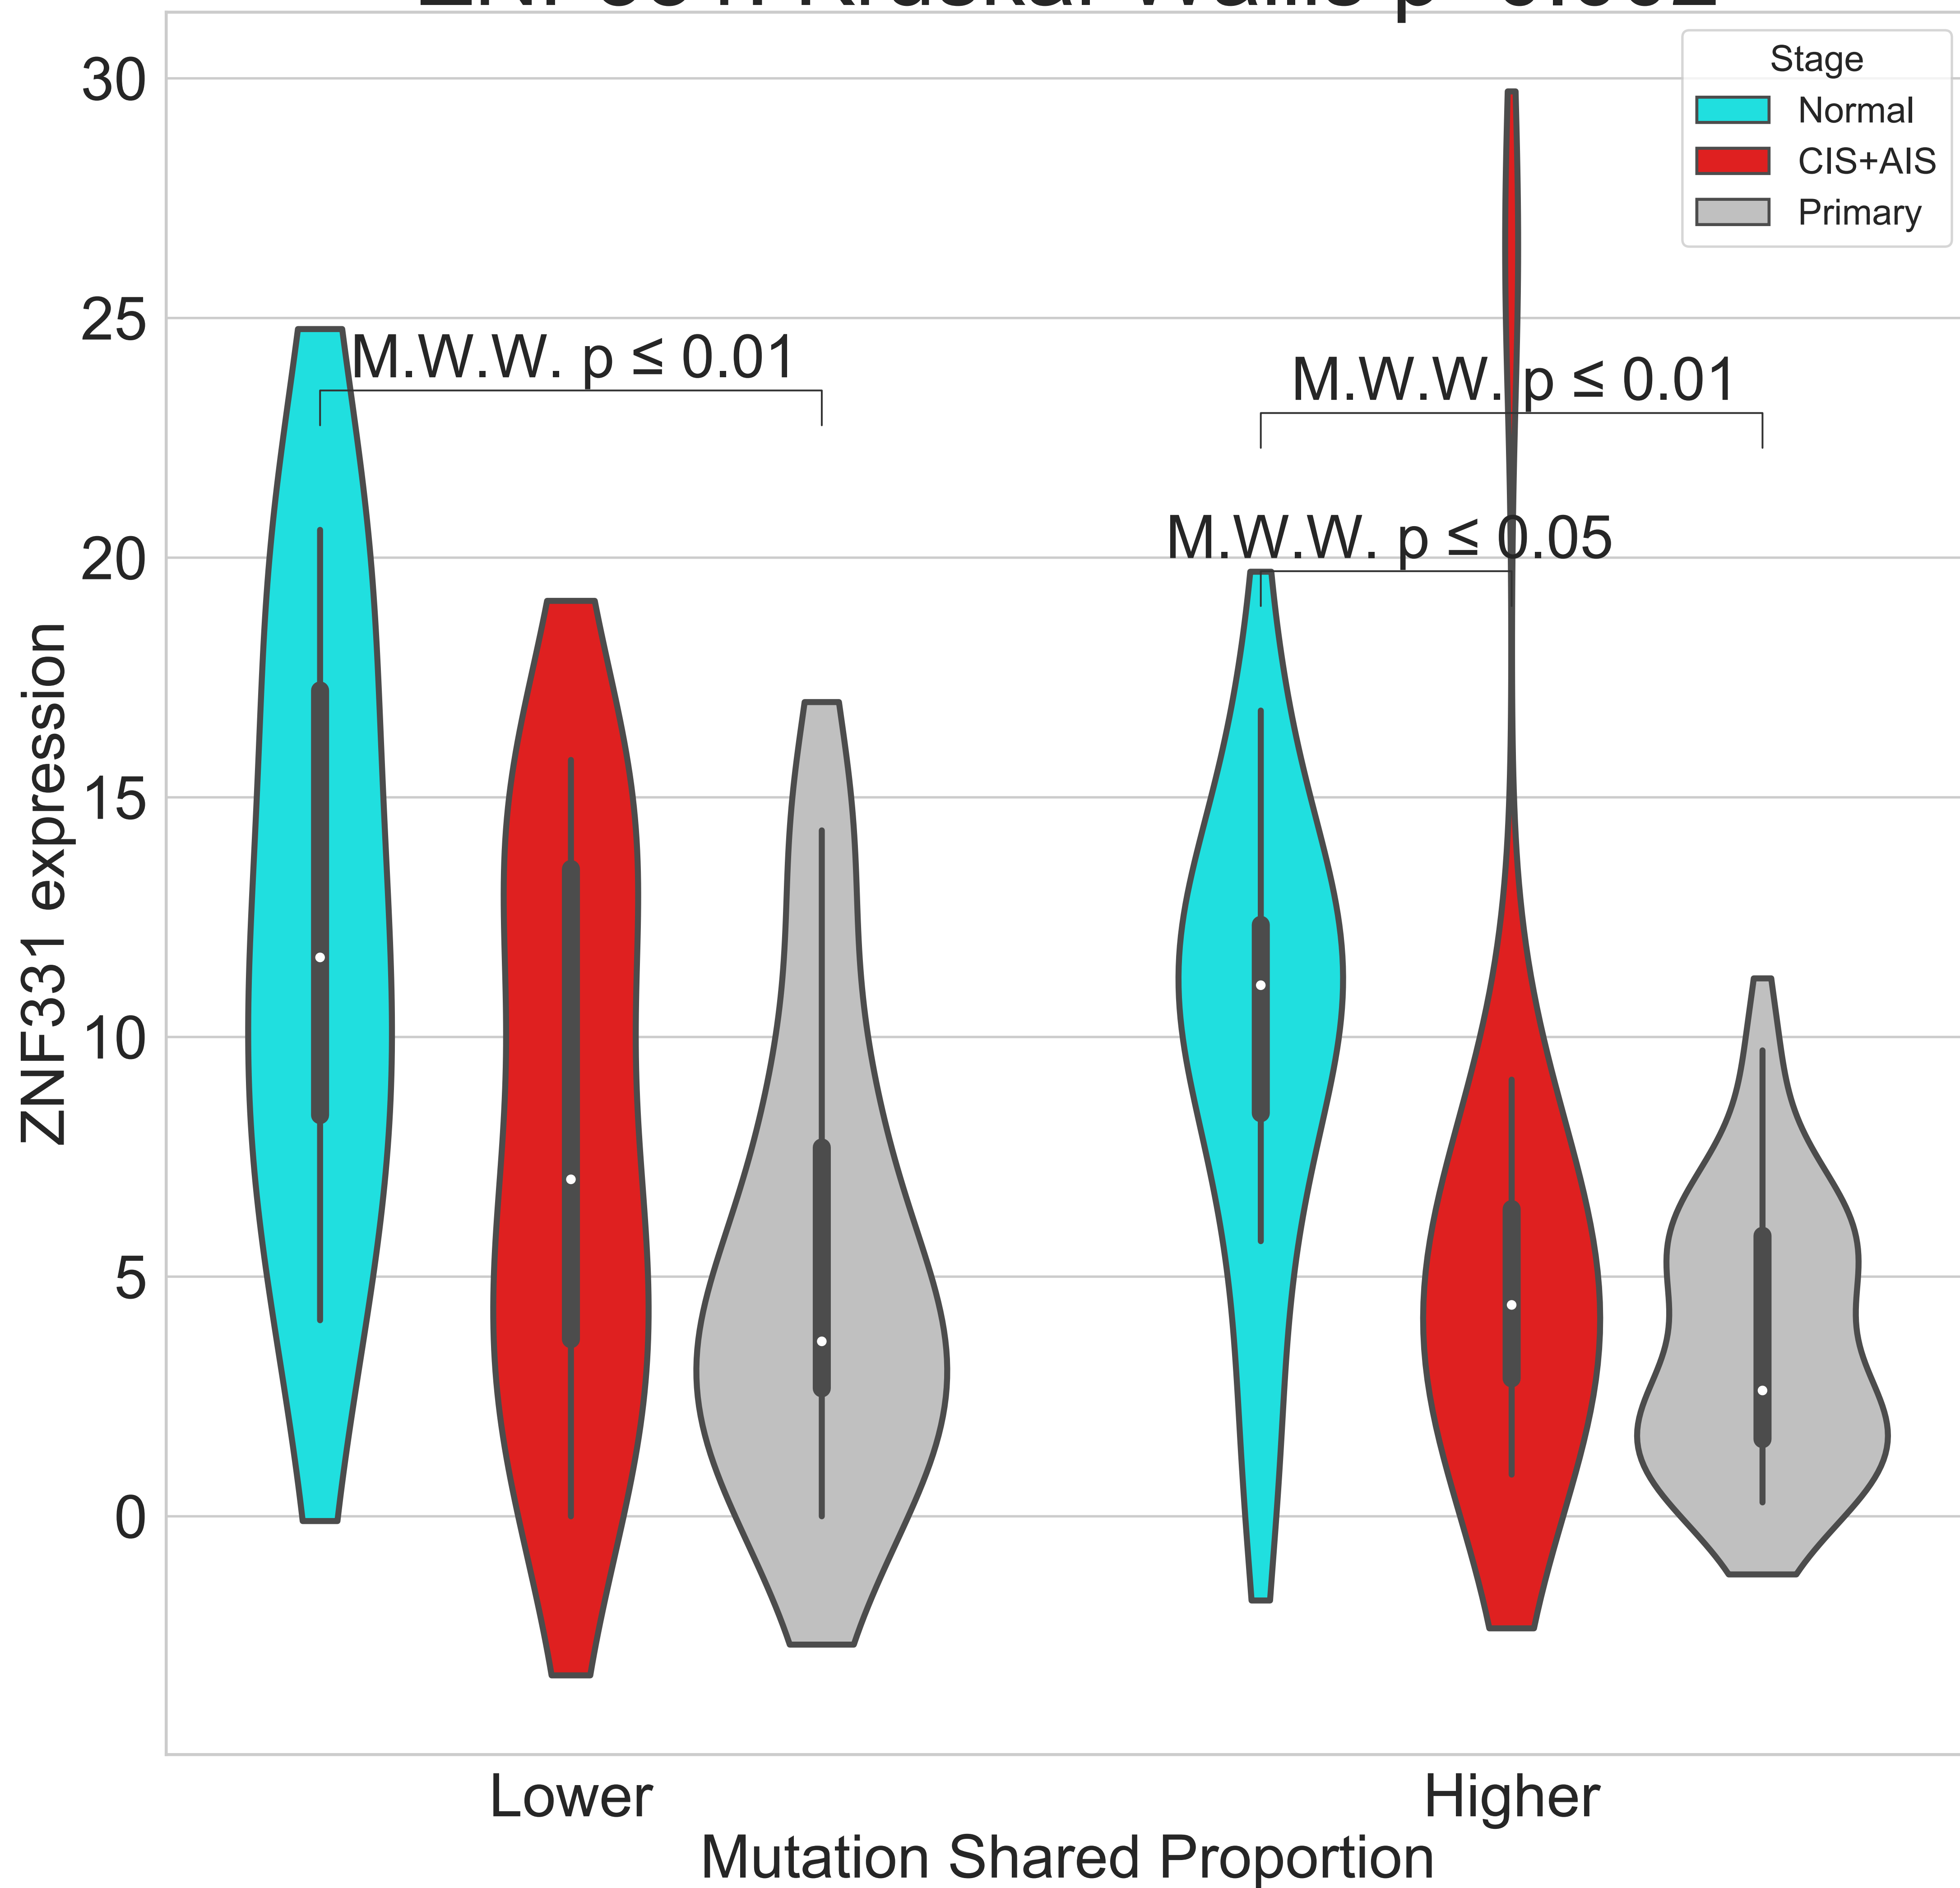 30
25
20
15
10
5
0
ZNF331 expression
Stage
Normal
CIS+AIS
Primary
M.W.W. p ≤ 0.01
M.W.W. p ≤ 0.01
M.W.W. p ≤ 0.05
Lower
Higher
Mutation Shared Proportion